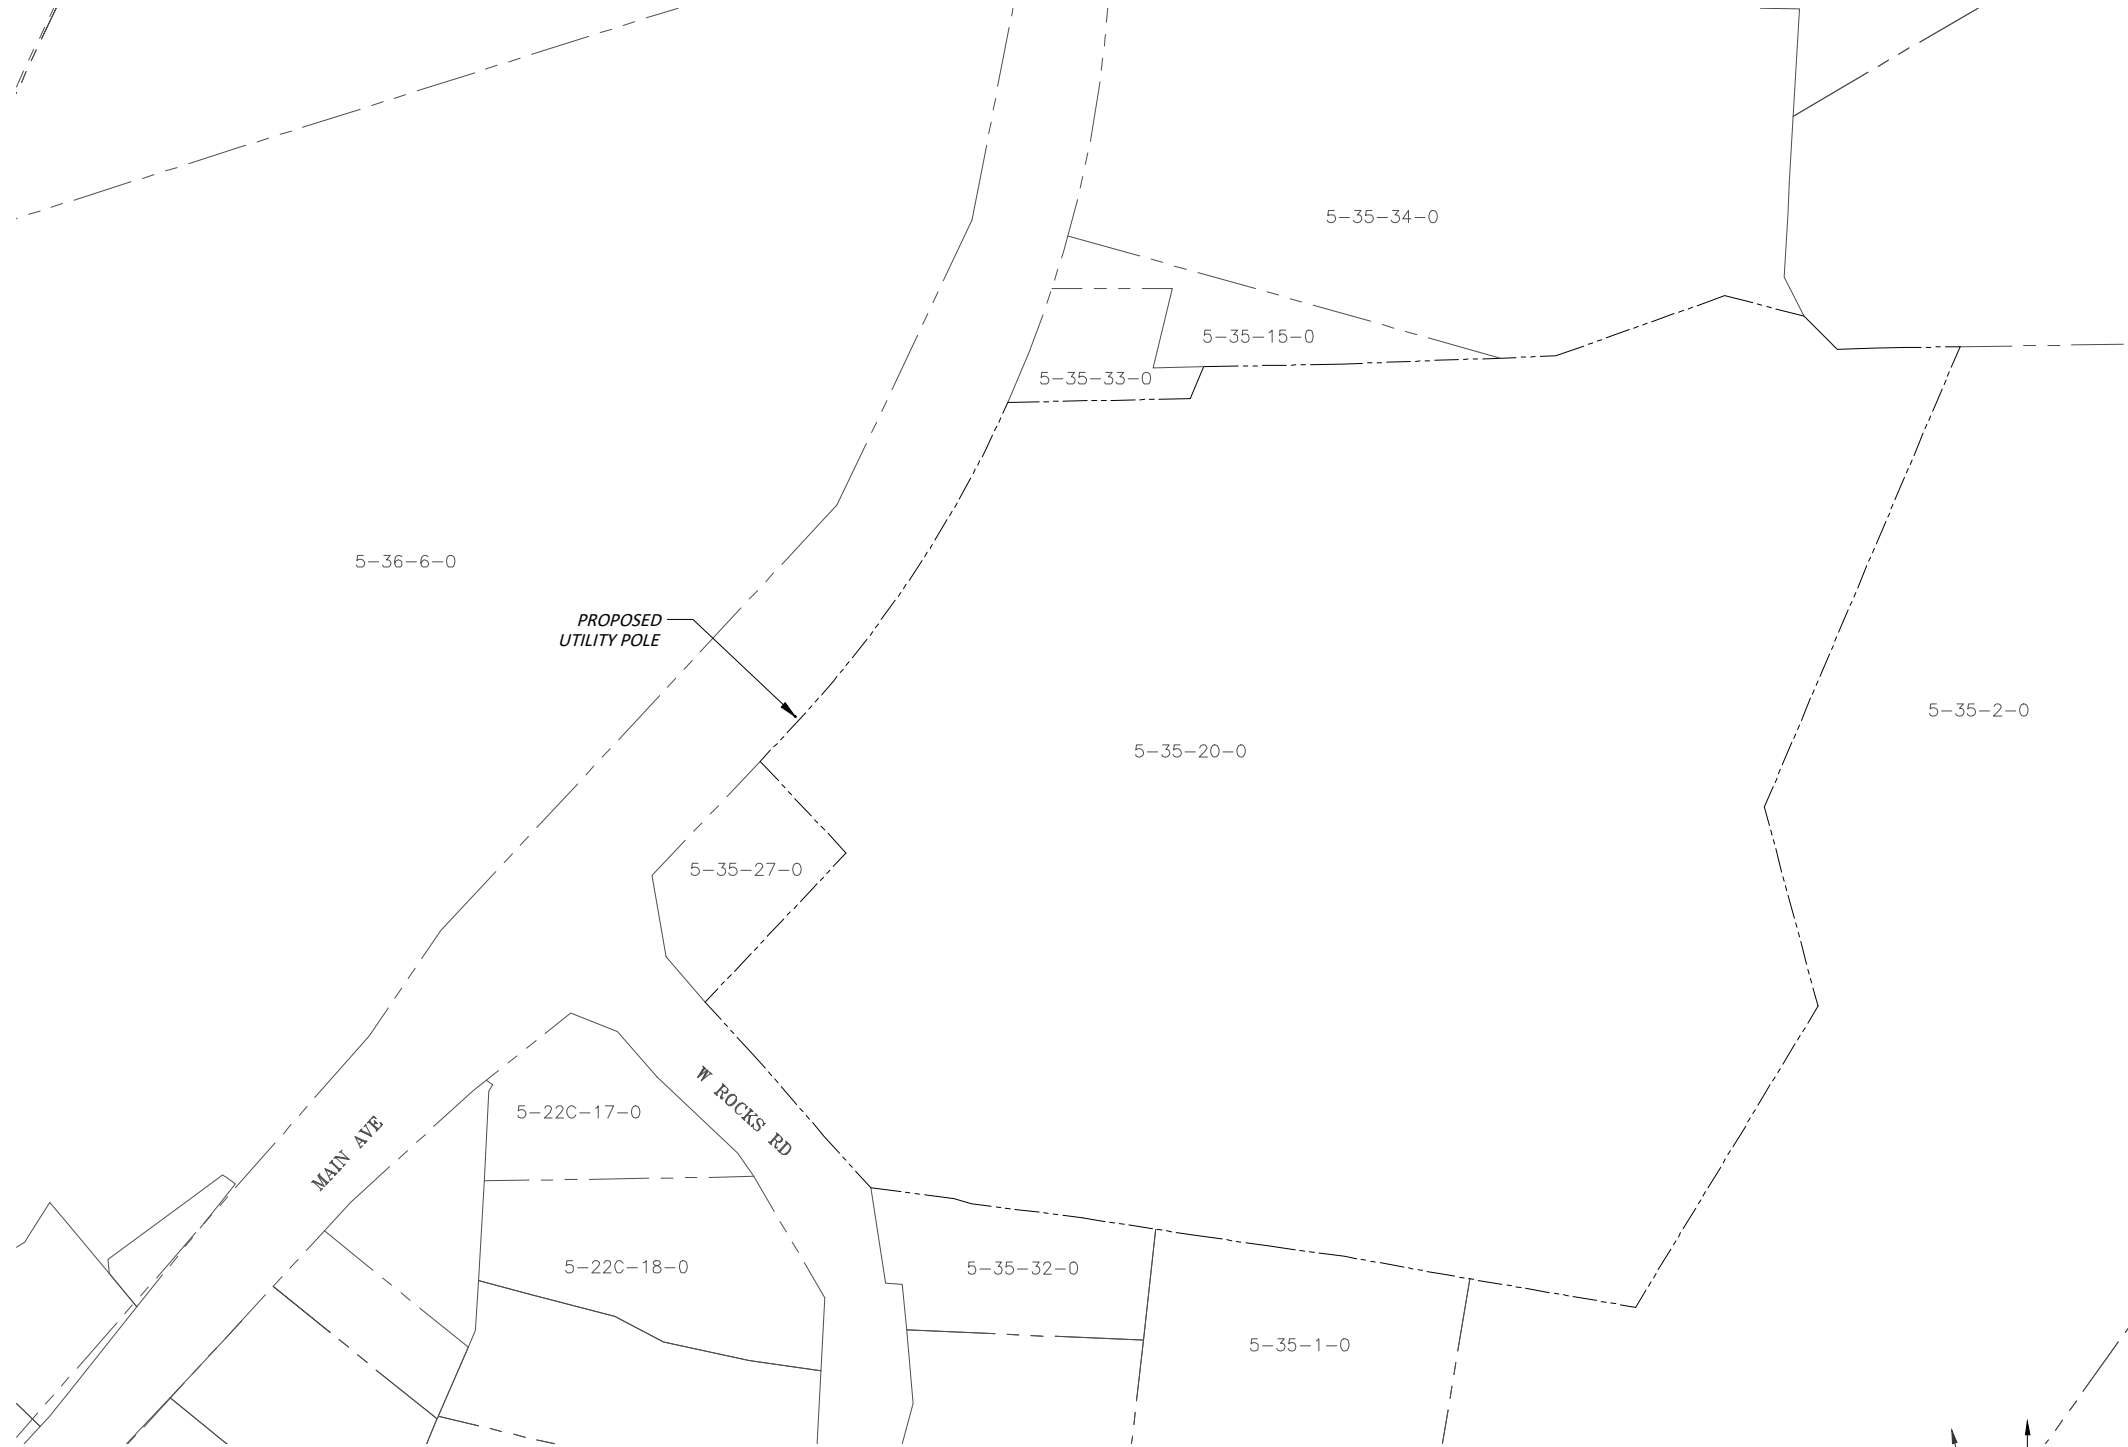 5-35-34-0
5-35-15-0
5-35-33-0
5-36-6-0
PROPOSED
UTILITY POLE
5-35-2-0
5-35-20-0
5-35-27-0
W ROCKS RD
5-22C-17-0
MAIN AVE
5-22C-18-0
5-35-32-0
5-35-1-0